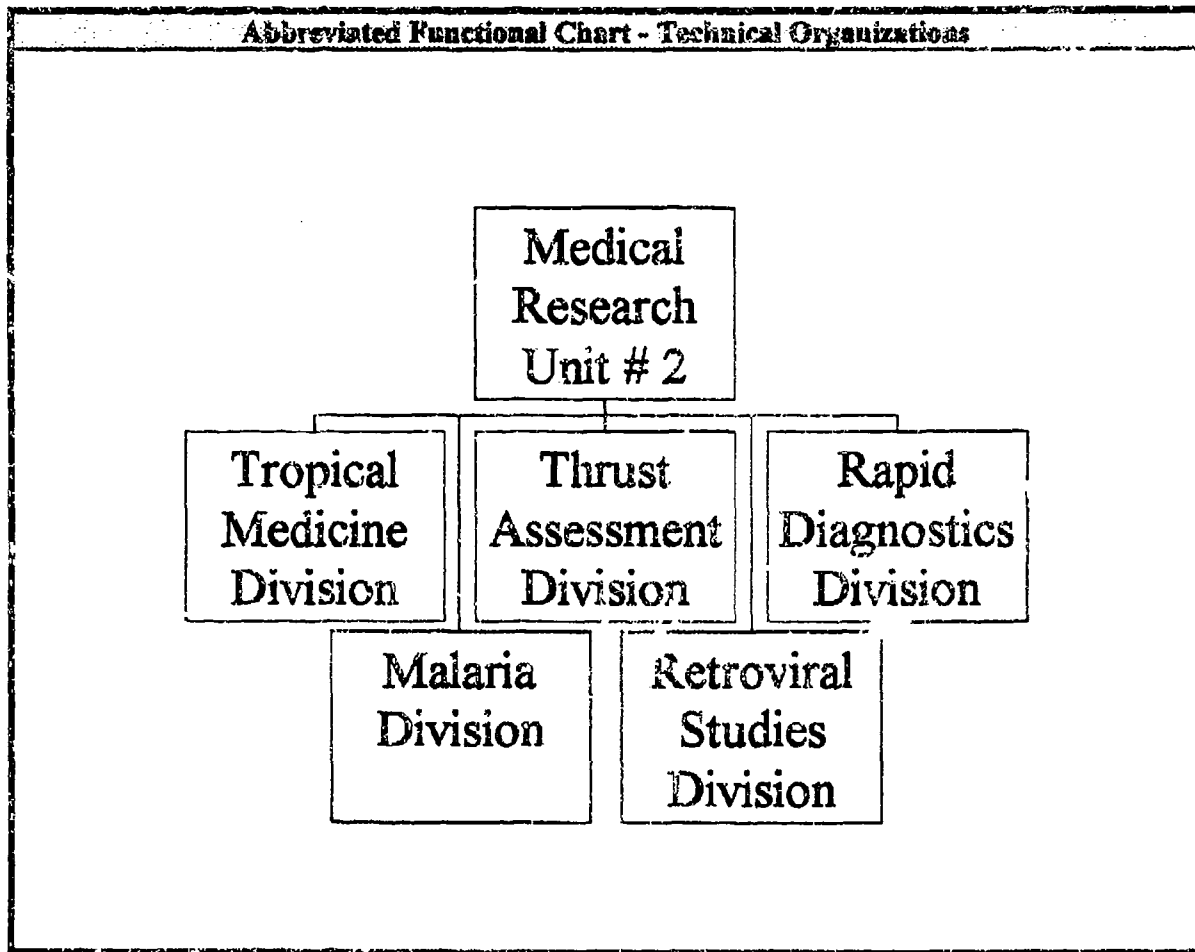 Abbreviated Functional Chart - Technical Organizations
Medical
Research
Unit # 2
Tropical
Medicine
Division
Thrust
Assessment
Division
Rapid
Diagnostics
Division
Malaria
Division
Retroviral
Studies
Division